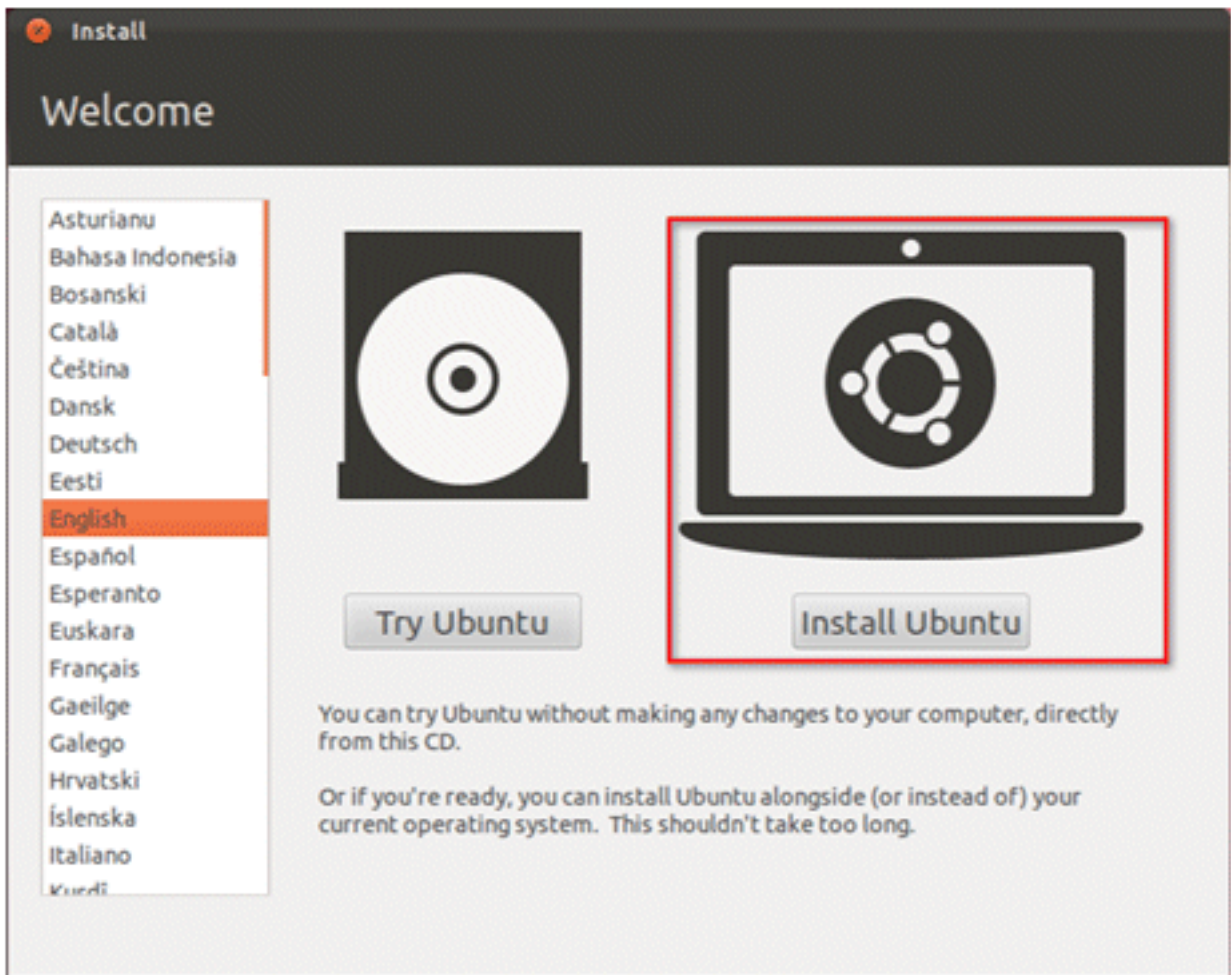 Install
Welcome
Asturianu
Bahasa Indonesia
Bosanski
Català
Čeština
Dansk
Deutsch
Eesti
English
Español
Esperanto
Euskara
Français
Gaeilge
Galego
Hrvatski
Íslenska
Italiano
Kurdî
Try Ubuntu
Install Ubuntu
You can try Ubuntu without making any changes to your computer, directly
from this CD.
Or if you're ready, you can install Ubuntu alongside (or instead of) your
current operating system.  This shouldn't take too long.